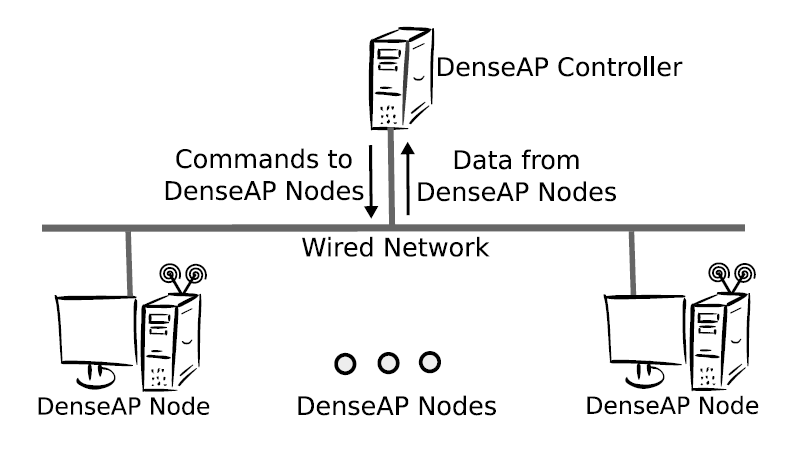 DenseAP Controller
Commands to
DenseAP Nodes
Data from
DenseAP Nodes
Wired Network
DenseAP Node
DenseAP Nodes
DenseAP Node